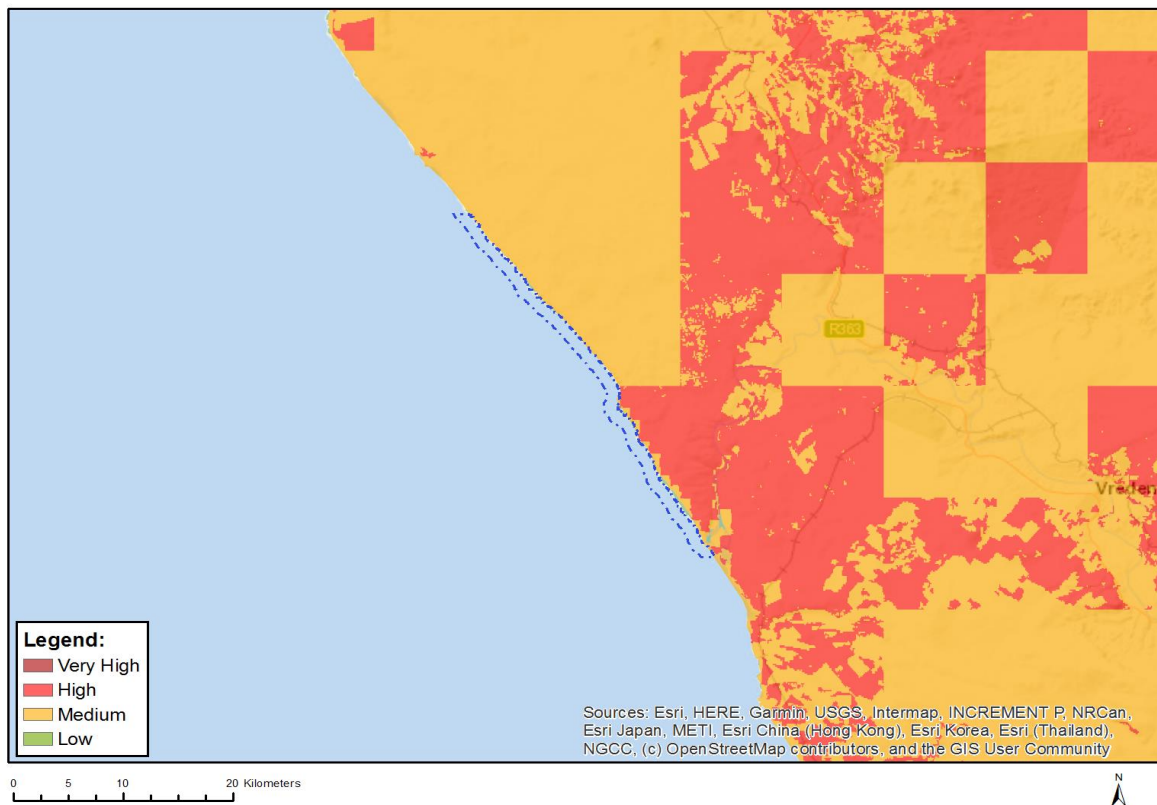 R363
Vreden
Legend:
Very High
High
Medium
Low
Sources: Esri, HERE, Garmin, USGS, Intermap, INCREMENT P, NRCan,
Esri Japan, METI, Esri China (Hong Kong), Esri Korea, Esri (Thailand),
NGCC, (c) OpenStreetMap contributors, and the GIS User Community
0 5 10 20 Kilometers
N